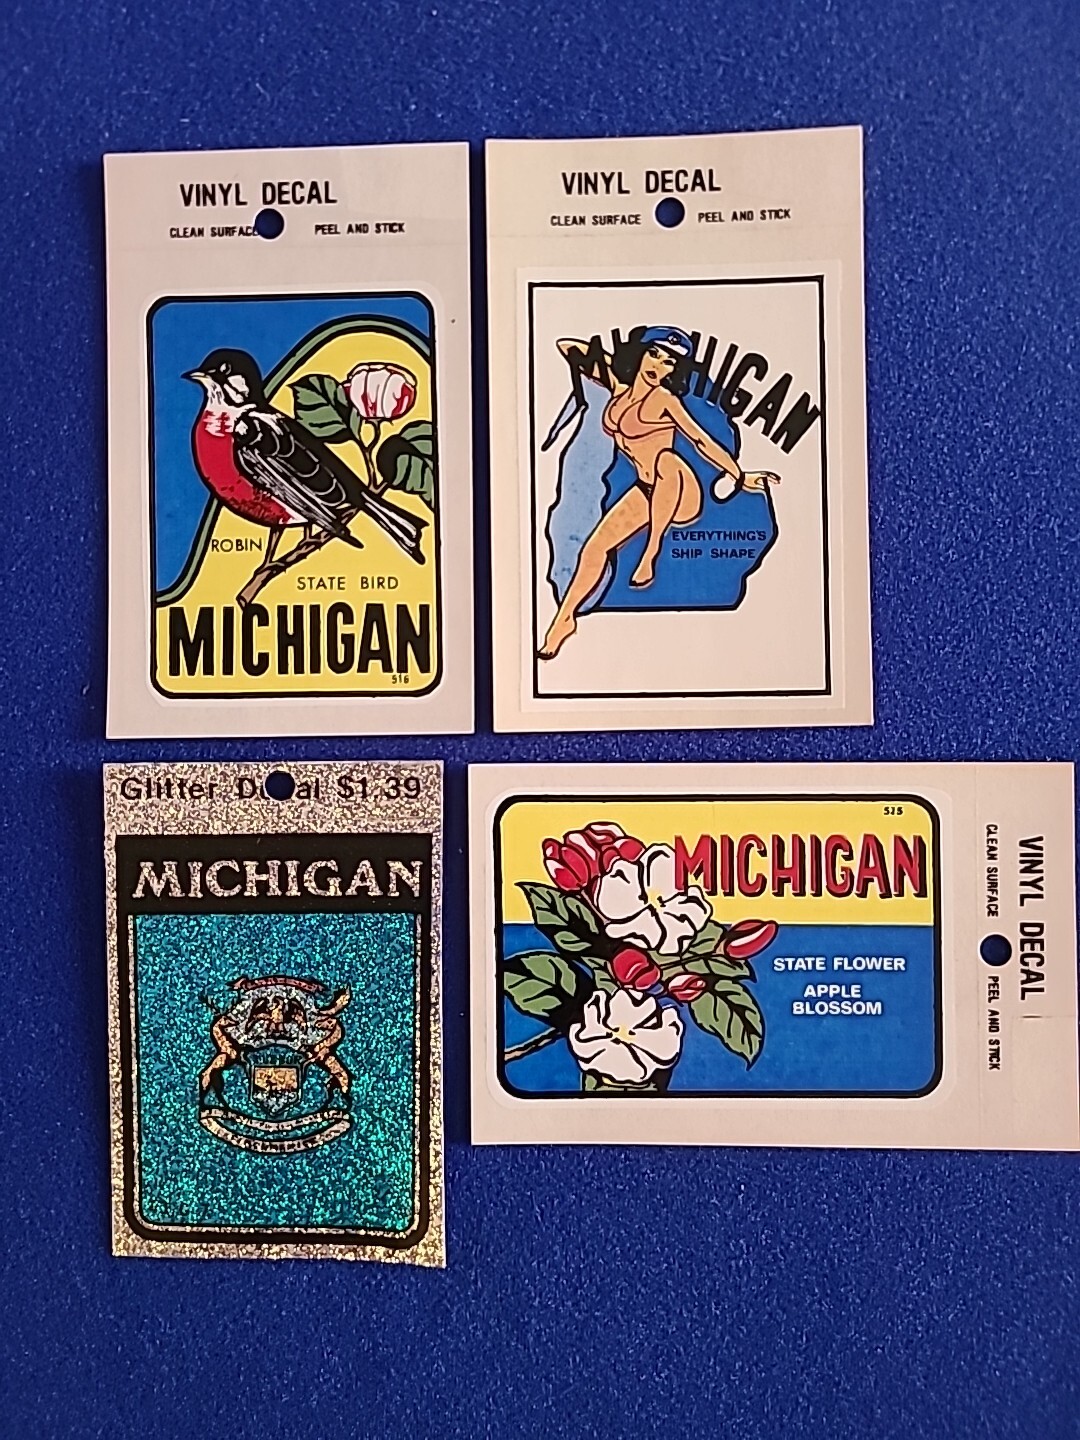 VINYL DECAL
CLEAN SURFACE PEEL AND STICK
ROBIN
STATE BIRD
MICHIGAN
516
VINYL DECAL
CLEAN SURFACE PEEL AND STICK
MICHIGAN
EVERYTHING'S
SHIP SHAPE
Glitter Decal $1.39
MICHIGAN
525
MICHIGAN
STATE FLOWER
APPLE
BLOSSOM
VINYL DECAL
CLEAN SURFACE PEEL AND STICK